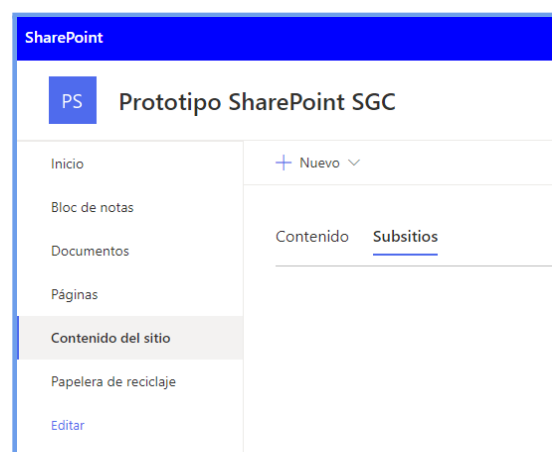 SharePoint
PS
Prototipo SharePoint SGC
Inicio
Bloc de notas
Documentos
Páginas
Contenido del sitio
Papelera de reciclaje
Editar
Nuevo
Contenido
Subsitios